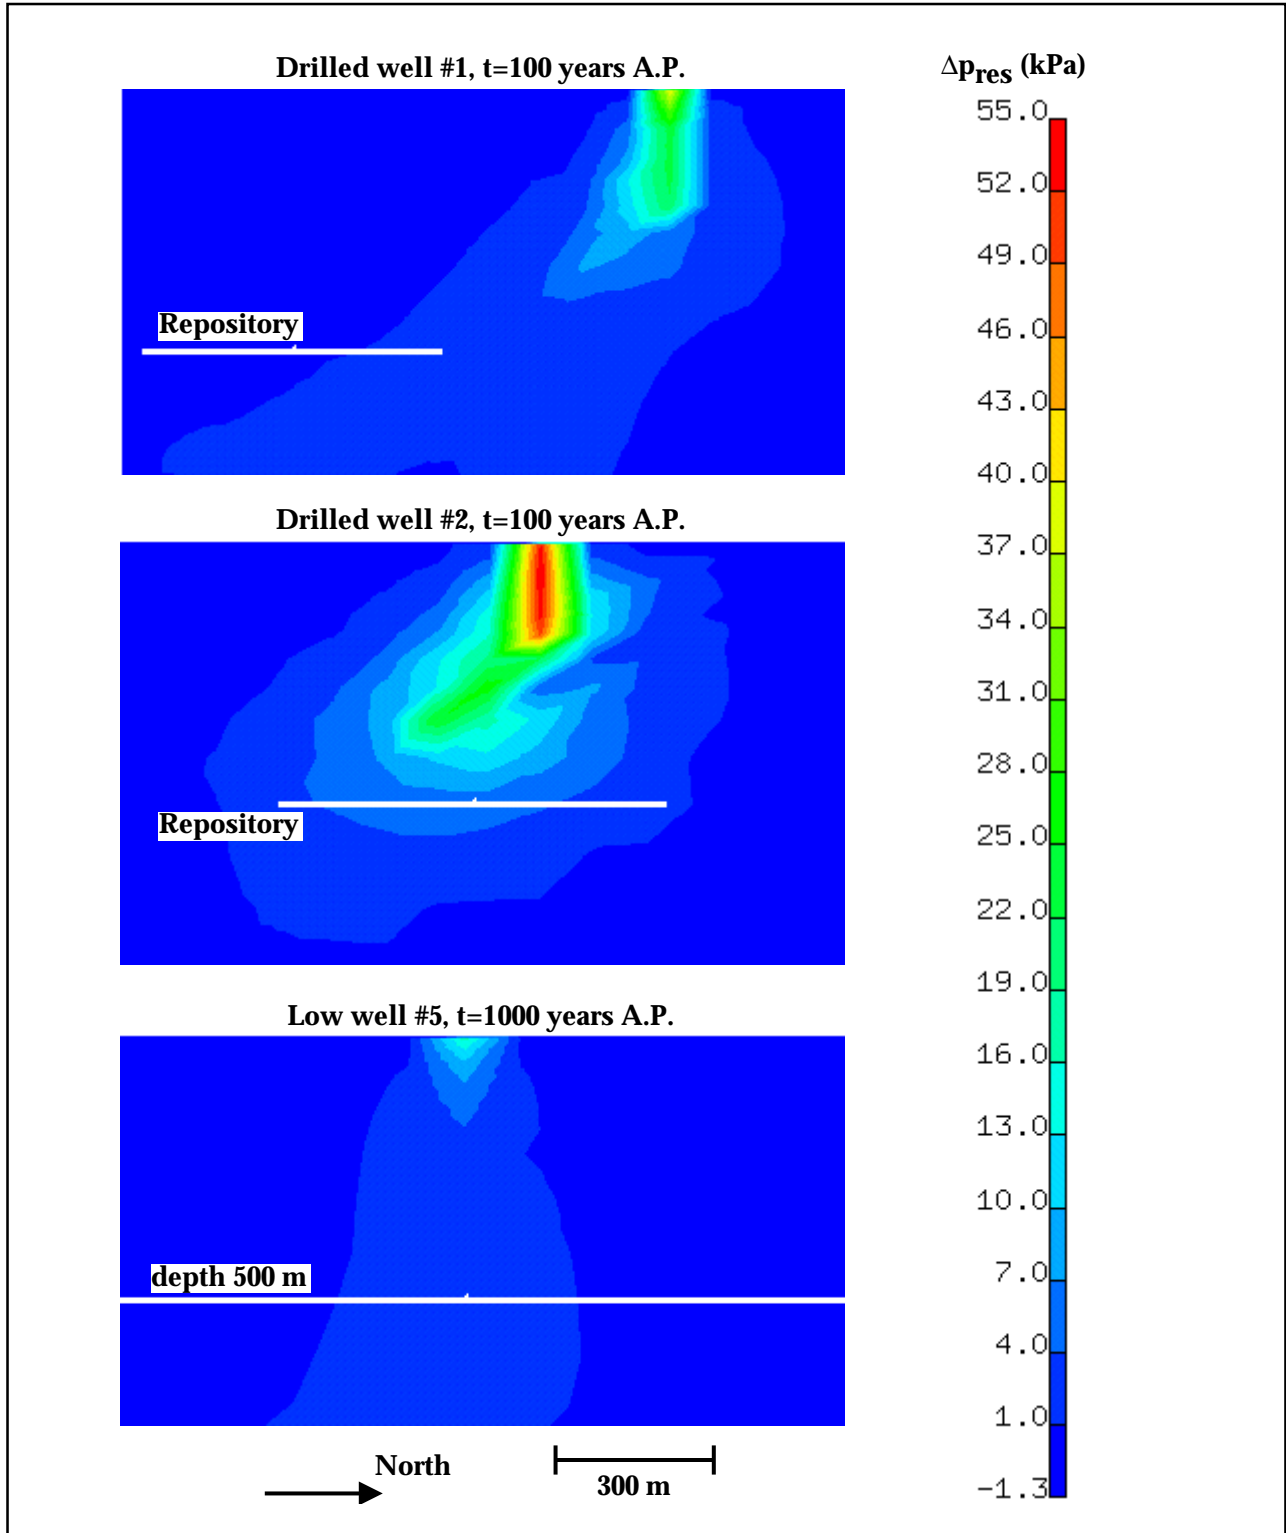 Drilled well #1, t=100 years A.P.
Δpres (kPa)
55.0
52.0
49.0
46.0
43.0
40.0
37.0
34.0
31.0
28.0
25.0
22.0
19.0
16.0
13.0
10.0
7.0
4.0
1.0
-1.3
Repository
Drilled well #2, t=100 years A.P.
Repository
Low well #5, t=1000 years A.P.
depth 500 m
North
300 m